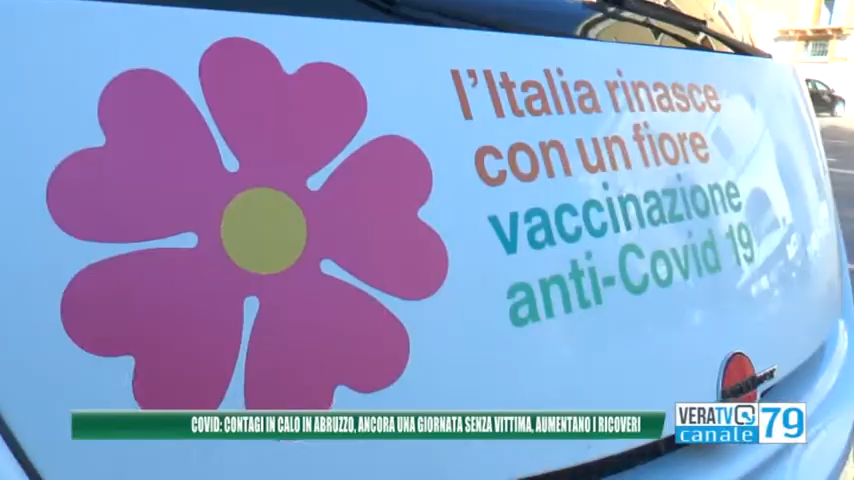 l'Italia rinasce
con un fiore
vaccinazione
anti-Covid 19
COVID: CONTAGI IN CALO IN ABRUZZO, ANCORA UNA GIORNATA SENZA VITTIMA, AUMENTANO I RICOVERI
VERATV
canale 79